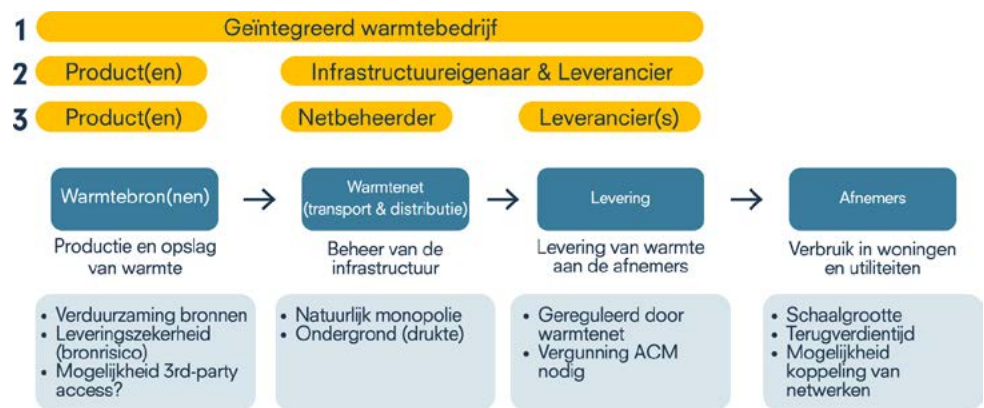 1 Geïntegreerd warmtebedrijf
2 Product(en) Infrastructuureigenaar & Leverancier
3 Product(en) Netbeheerder Leverancier(s)
Warmtebron(nen)
Productie en opslag
van warmte
• Verduurzaming bronnen
• Leveringszekerheid
(bronrisico)
• Mogelijkheid 3rd-party
access?
Warmtenet
(transport & distributie)
Beheer van de
infrastructuur
• Natuurlijk monopolie
• Ondergrond (drukte)
Levering
Levering van warmte
aan de afnemers
• Gereguleerd door
warmtenet
• Vergunning ACM
nodig
Afnemers
Verbruik in woningen
en utiliteiten
• Schaalgrootte
• Terugverdientijd
• Mogelijkheid
koppeling van
netwerken